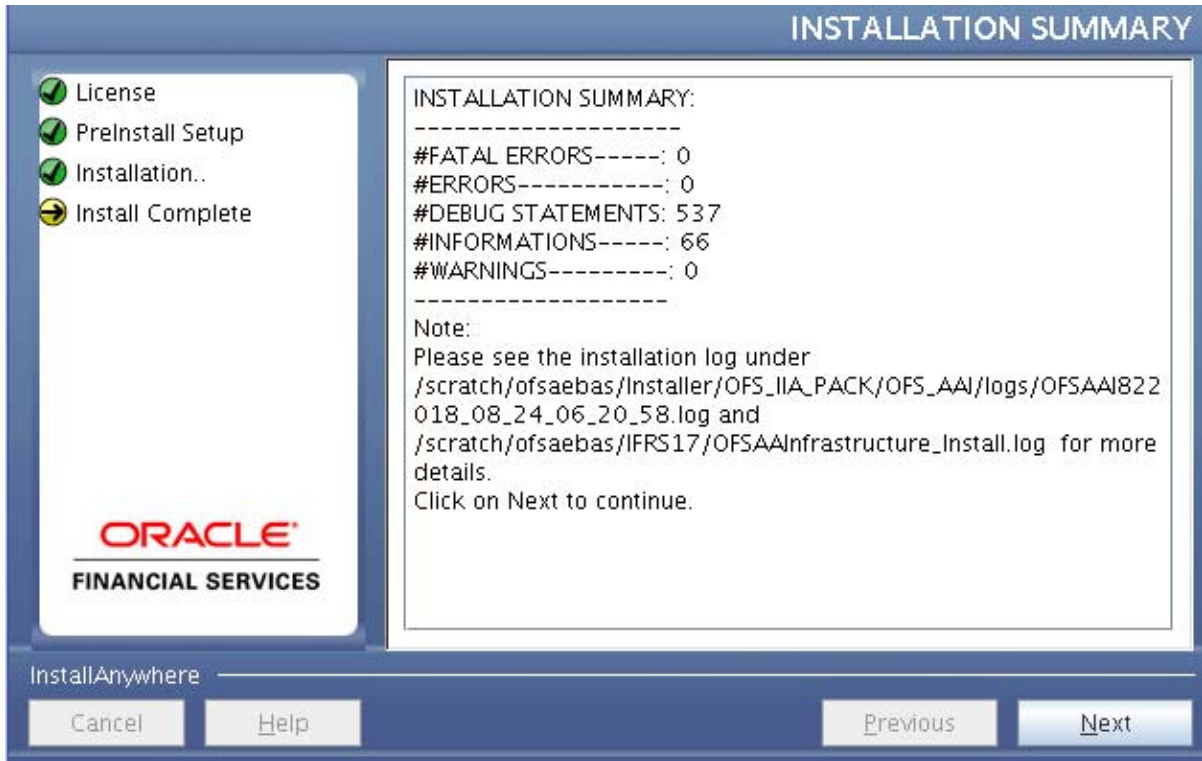 INSTALLATION SUMMARY
License
PreInstall Setup
Installation..
Install Complete
ORACLE®
FINANCIAL SERVICES
INSTALLATION SUMMARY:
--------------------
#FATAL ERRORS-----: 0
#ERRORS-----------: 0
#DEBUG STATEMENTS: 537
#INFORMATIONS-----: 66
#WARNINGS---------: 0
-------------------
Note:
Please see the installation log under
/scratch/ofsaebas/Installer/OFS_IIA_PACK/OFS_AAI/logs/OFSAAI822
018_08_24_06_20_58.log and
/scratch/ofsaebas/IFRS17/OFSAAInfrastructure_Install.log  for more
details.
Click on Next to continue.
InstallAnywhere
Cancel
Help
Previous
Next